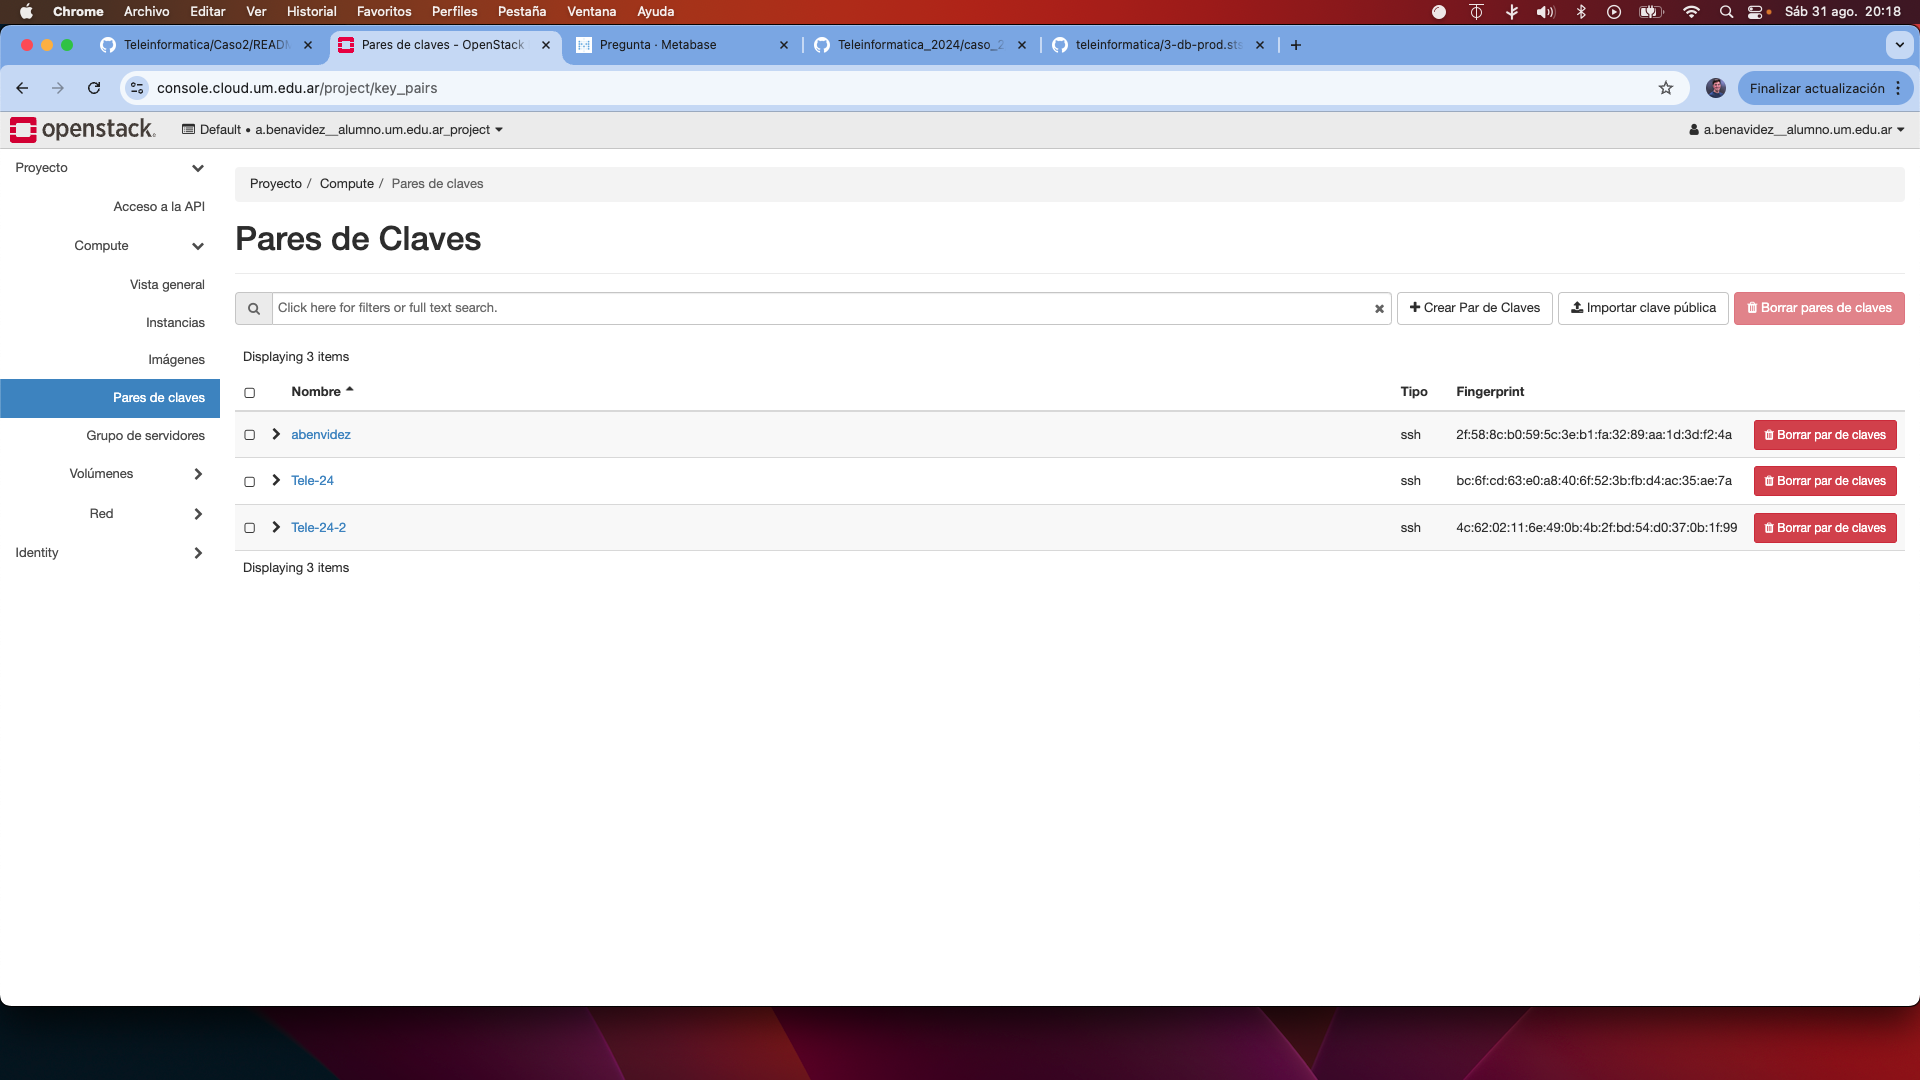 Chrome Archivo Editar Ver Historial Favoritos Perfiles Pestaña Ventana Ayuda Sáb 31 ago. 20:18
Teleinformatica/Caso2/READM Pares de claves - OpenStack Pregunta · Metabase Teleinformatica_2024/caso_2 teleinformatica/3-db-prod.sts
console.cloud.um.edu.ar/project/key_pairs Finalizar actualización
openstack. Default • a.benavidez__alumno.um.edu.ar_project a.benavidez__alumno.um.edu.ar
Proyecto
Acceso a la API
Compute
Vista general
Instancias
Imágenes
Pares de claves
Grupo de servidores
Volúmenes
Red
Identity
Proyecto / Compute / Pares de claves
Pares de Claves
Click here for filters or full text search. Crear Par de Claves Importar clave pública Borrar pares de claves
Displaying 3 items
Nombre Tipo Fingerprint
abenvidez ssh 2f:58:8c:b0:59:5c:3e:b1:fa:32:89:aa:1d:3d:f2:4a Borrar par de claves
Tele-24 ssh bc:6f:cd:63:e0:a8:40:6f:52:3b:fb:d4:ac:35:ae:7a Borrar par de claves
Tele-24-2 ssh 4c:62:02:11:6e:49:0b:4b:2f:bd:54:d0:37:0b:1f:99 Borrar par de claves
Displaying 3 items